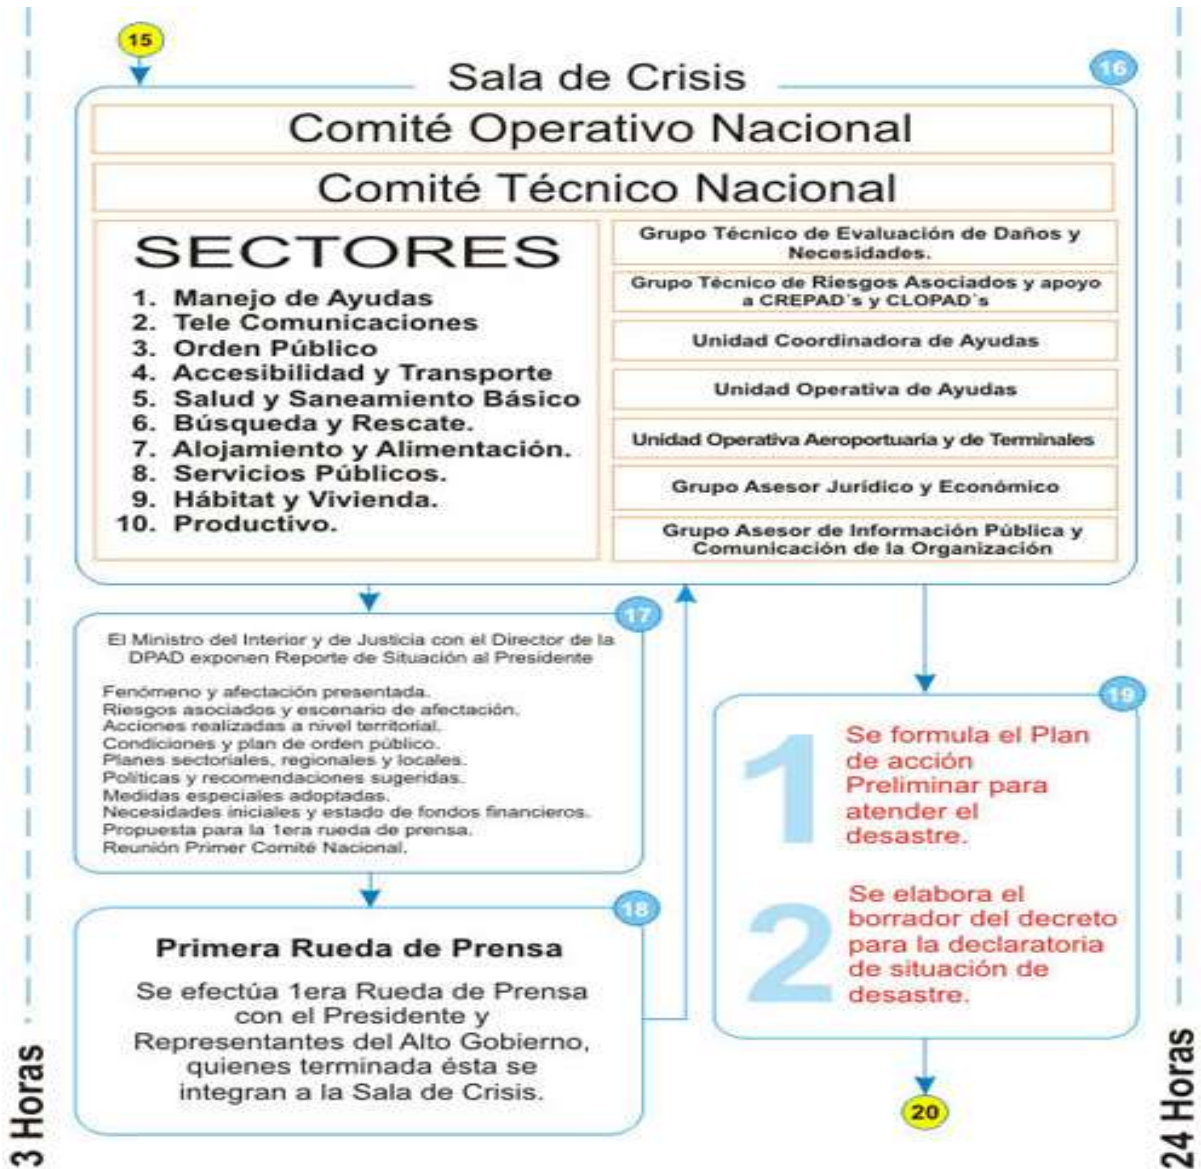 15
Sala de Crisis
16
Comité Operativo Nacional
Comité Técnico Nacional
SECTORES
1. Manejo de Ayudas
2. Tele Comunicaciones
3. Orden Público
4. Accesibilidad y Transporte
5. Salud y Saneamiento Básico
6. Búsqueda y Rescate.
7. Alojamiento y Alimentación.
8. Servicios Públicos.
9. Hábitat y Vivienda.
10. Productivo.
Grupo Técnico de Evaluación de Daños y
Necesidades.
Grupo Técnico de Riesgos Asociados y apoyo
a CREPAD`s y CLOPAD`s
Unidad Coordinadora de Ayudas
Unidad Operativa de Ayudas
Unidad Operativa Aeroportuaria y de Terminales
Grupo Asesor Jurídico y Económico
Grupo Asesor de Información Pública y
Comunicación de la Organización
17
El Ministro del Interior y de Justicia con el Director de la
DPAD exponen Reporte de Situación al Presidente
Fenómeno y afectación presentada.
Riesgos asociados y escenario de afectación.
Acciones realizadas a nivel territorial.
Condiciones y plan de orden público.
Planes sectoriales, regionales y locales.
Políticas y recomendaciones sugeridas.
Medidas especiales adoptadas.
Necesidades iniciales y estado de fondos financieros.
Propuesta para la 1era rueda de prensa.
Reunión Primer Comité Nacional.
18
Primera Rueda de Prensa
Se efectúa 1era Rueda de Prensa
con el Presidente y
Representantes del Alto Gobierno,
quienes terminada ésta se
integran a la Sala de Crisis.
19
1
Se formula el Plan
de acción
Preliminar para
atender el
desastre.
2
Se elabora el
borrador del decreto
para la declaratoria
de situación de
desastre.
20
3 Horas
24 Horas